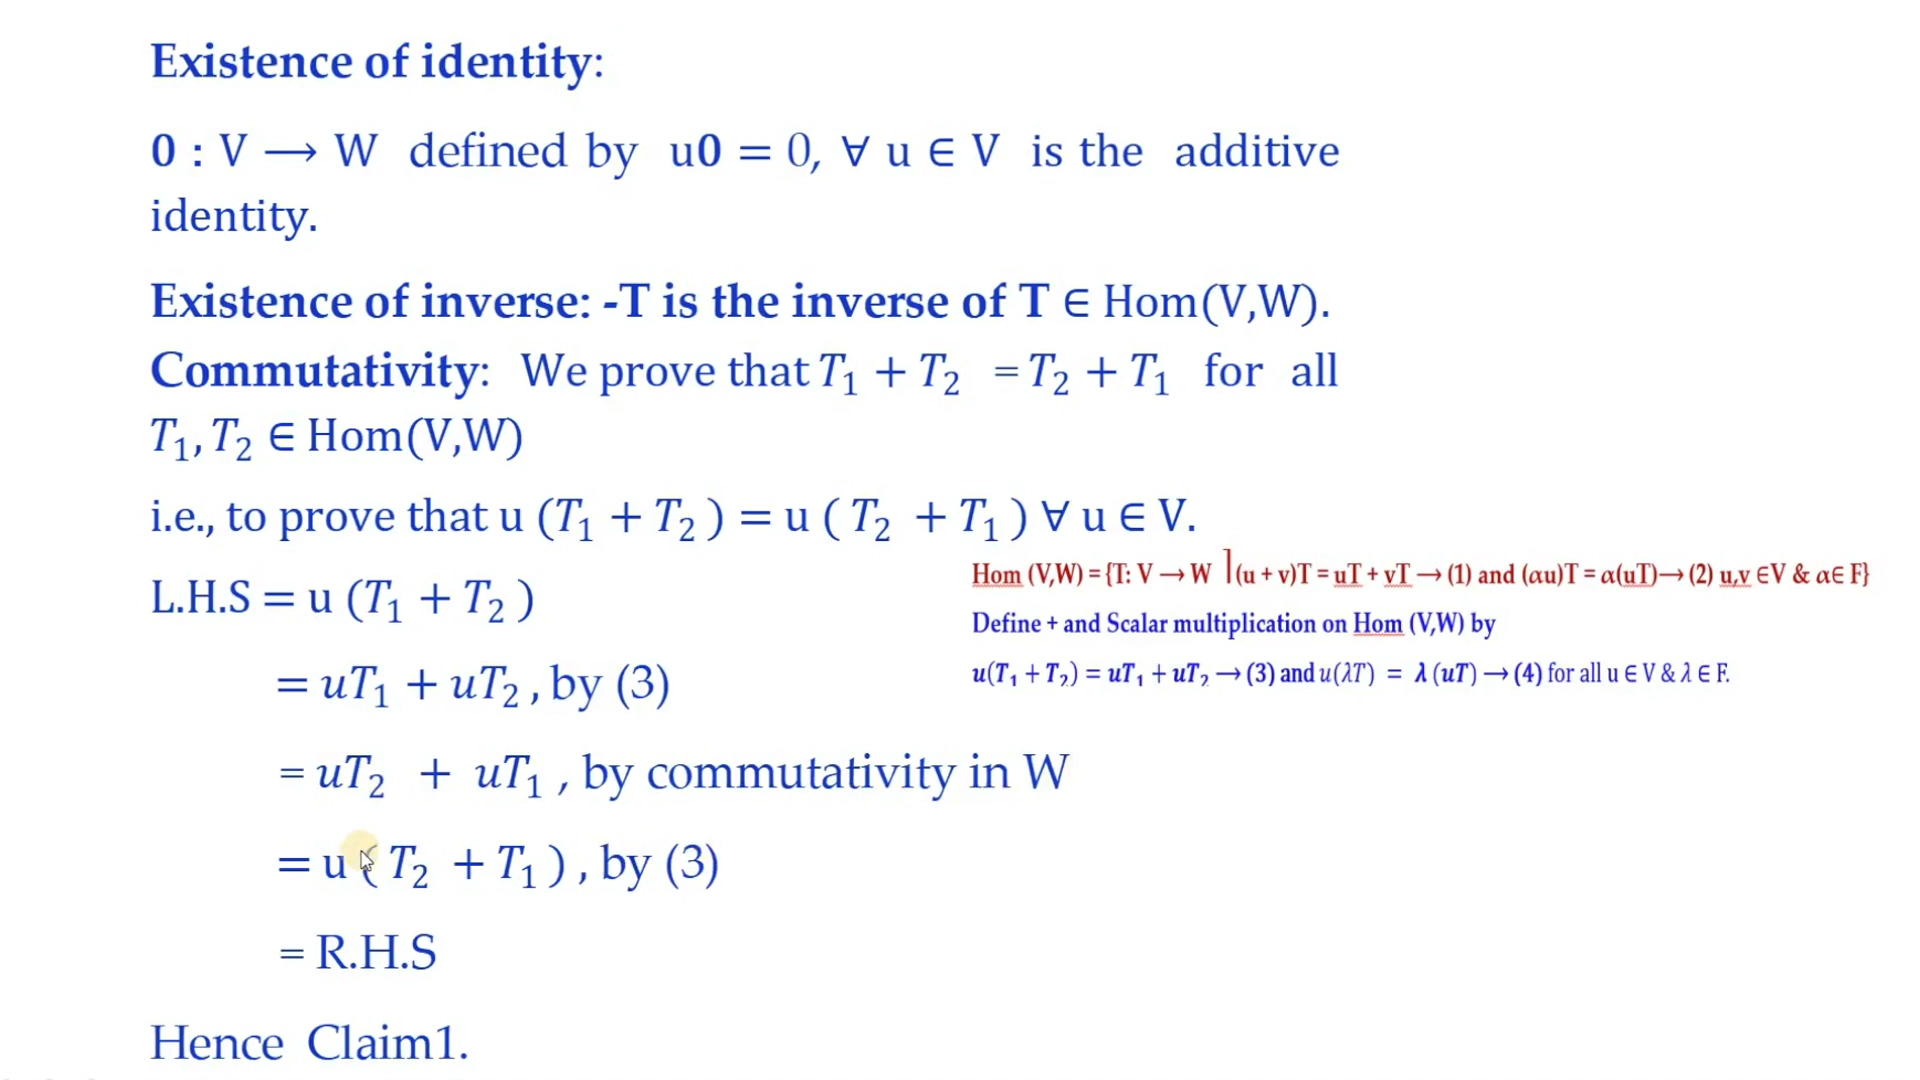 Existence of identity:
0 : V ⟶ W defined by u0 = 0, ∀ u ∈ V is the additive
identity.
Existence of inverse: -T is the inverse of T ∈ Hom(V,W).
Commutativity: We prove that T₁ + T₂ = T₂ + T₁ for all
T₁, T₂ ∈ Hom(V,W)
i.e., to prove that u (T₁ + T₂ ) = u ( T₂ + T₁ ) ∀ u ∈ V.
Hom (V,W) = {T: V → W ⌉(u + v)T = uT + vT → (1) and (αu)T = α(uT)→ (2) u,v ∈V & α∈ F}
Define + and Scalar multiplication on Hom (V,W) by
u(T₁ + T₂) = uT₁ + uT₂ → (3) and u(λT) = λ (uT) → (4) for all u ∈ V & λ ∈ F.
L.H.S = u (T₁ + T₂ )
= uT₁ + uT₂ , by (3)
= uT₂ + uT₁ , by commutativity in W
= u ( T₂ + T₁ ) , by (3)
= R.H.S
Hence Claim1.